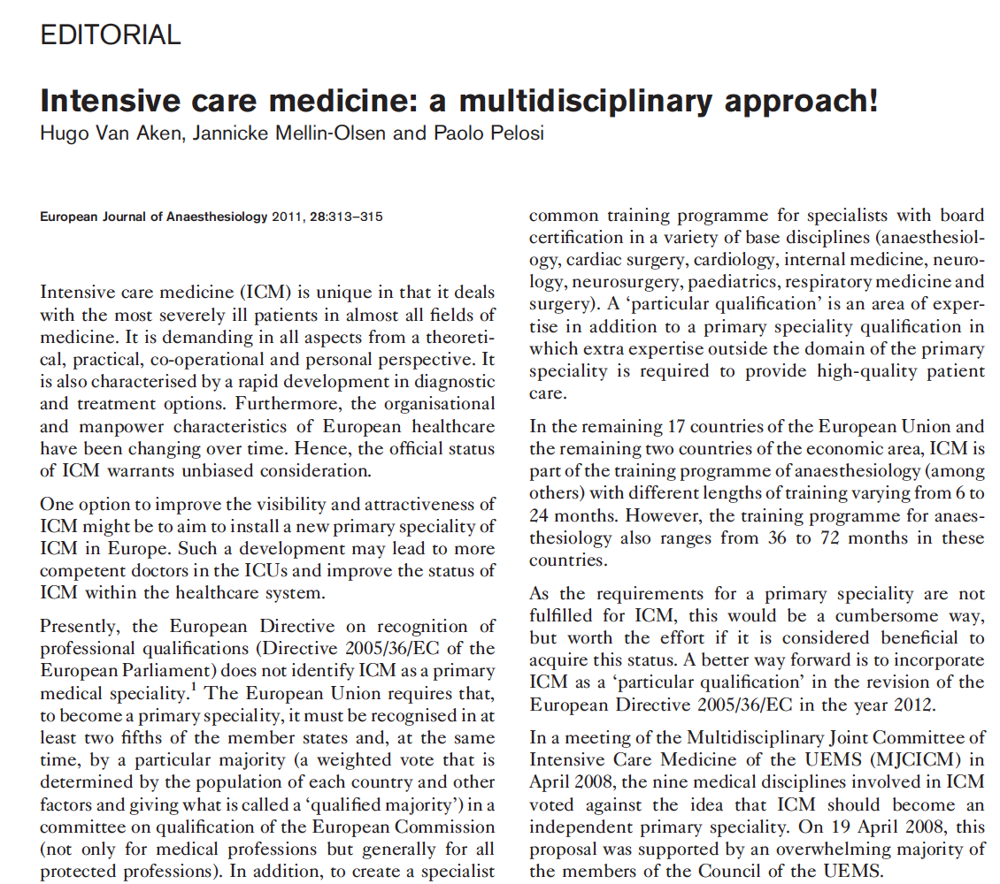 EDITORIAL
Intensive care medicine: a multidisciplinary approach!
Hugo Van Aken, Jannicke Mellin-Olsen and Paolo Pelosi
European Journal of Anaesthesiology 2011, 28:313–315
Intensive care medicine (ICM) is unique in that it deals
with the most severely ill patients in almost all fields of
medicine. It is demanding in all aspects from a theoreti-
cal, practical, co-operational and personal perspective. It
is also characterised by a rapid development in diagnostic
and treatment options. Furthermore, the organisational
and manpower characteristics of European healthcare
have been changing over time. Hence, the official status
of ICM warrants unbiased consideration.
One option to improve the visibility and attractiveness of
ICM might be to aim to install a new primary speciality of
ICM in Europe. Such a development may lead to more
competent doctors in the ICUs and improve the status of
ICM within the healthcare system.
Presently, the European Directive on recognition of
professional qualifications (Directive 2005/36/EC of the
European Parliament) does not identify ICM as a primary
medical speciality.1 The European Union requires that,
to become a primary speciality, it must be recognised in at
least two fifths of the member states and, at the same
time, by a particular majority (a weighted vote that is
determined by the population of each country and other
factors and giving what is called a ‘qualified majority’) in a
committee on qualification of the European Commission
(not only for medical professions but generally for all
protected professions). In addition, to create a specialist
common training programme for specialists with board
certification in a variety of base disciplines (anaesthesiol-
ogy, cardiac surgery, cardiology, internal medicine, neuro-
logy, neurosurgery, paediatrics, respiratory medicine and
surgery). A ‘particular qualification’ is an area of exper-
tise in addition to a primary speciality qualification in
which extra expertise outside the domain of the primary
speciality is required to provide high-quality patient
care.
In the remaining 17 countries of the European Union and
the remaining two countries of the economic area, ICM is
part of the training programme of anaesthesiology (among
others) with different lengths of training varying from 6 to
24 months. However, the training programme for anaes-
thesiology also ranges from 36 to 72 months in these
countries.
As the requirements for a primary speciality are not
fulfilled for ICM, this would be a cumbersome way,
but worth the effort if it is considered beneficial to
acquire this status. A better way forward is to incorporate
ICM as a ‘particular qualification’ in the revision of the
European Directive 2005/36/EC in the year 2012.
In a meeting of the Multidisciplinary Joint Committee of
Intensive Care Medicine of the UEMS (MJCICM) in
April 2008, the nine medical disciplines involved in ICM
voted against the idea that ICM should become an
independent primary speciality. On 19 April 2008, this
proposal was supported by an overwhelming majority of
the members of the Council of the UEMS.